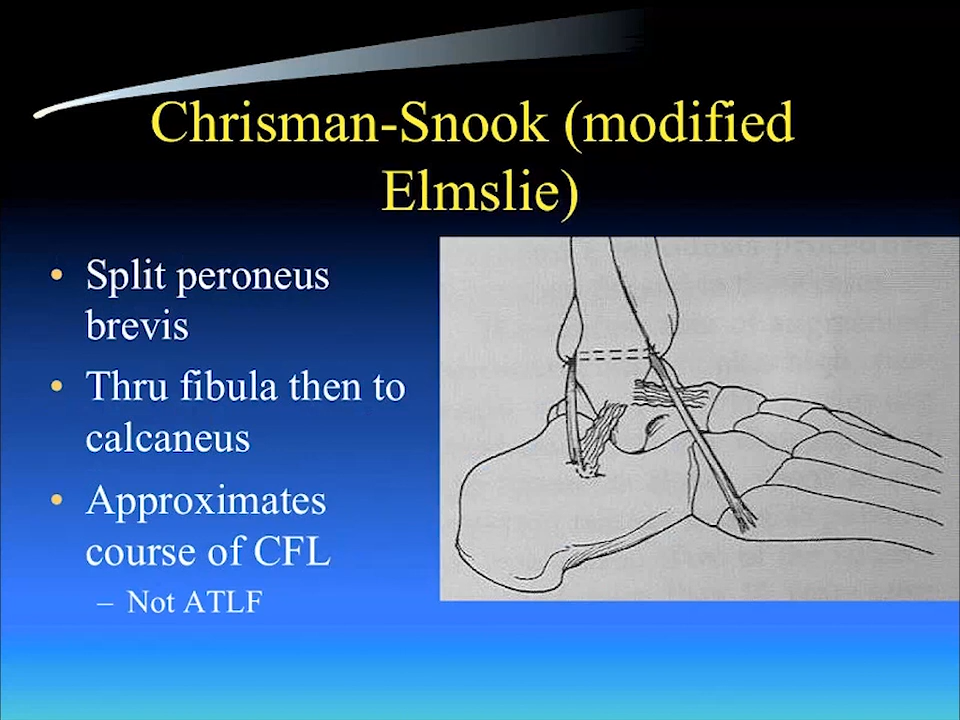 Chrisman-Snook (modified
Elmslie)
• Split peroneus
brevis
• Thru fibula then to
calcaneus
• Approximates
course of CFL
– Not ATLF